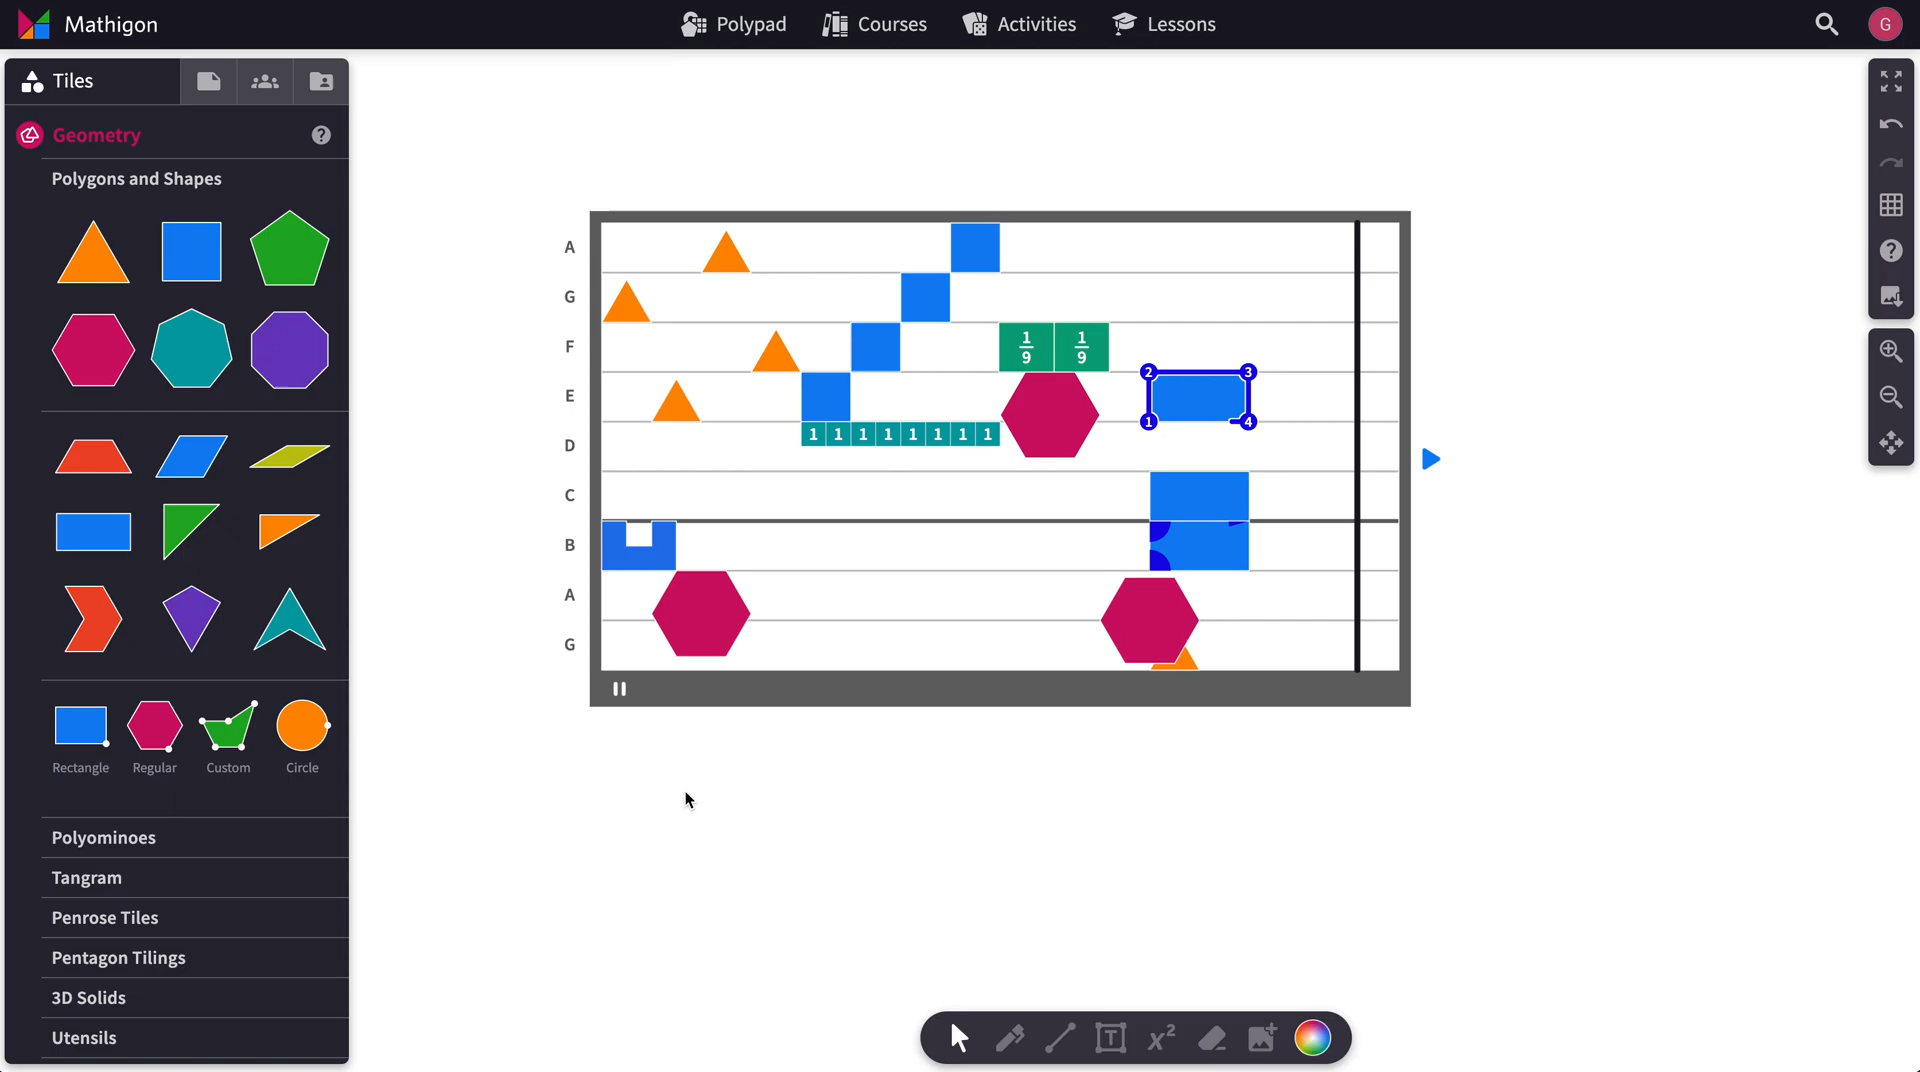 Mathigon
Polypad
Courses
Activities
Lessons
G
Tiles
Geometry
?
Polygons and Shapes
Rectangle
Regular
Custom
Circle
Polyominoes
Tangram
Penrose Tiles
Pentagon Tilings
3D Solids
Utensils
A
G
F
1/9 1/9
2 3
E
1 4
D
1 1 1 1 1 1 1 1
C
B
A
G
?
T
x²